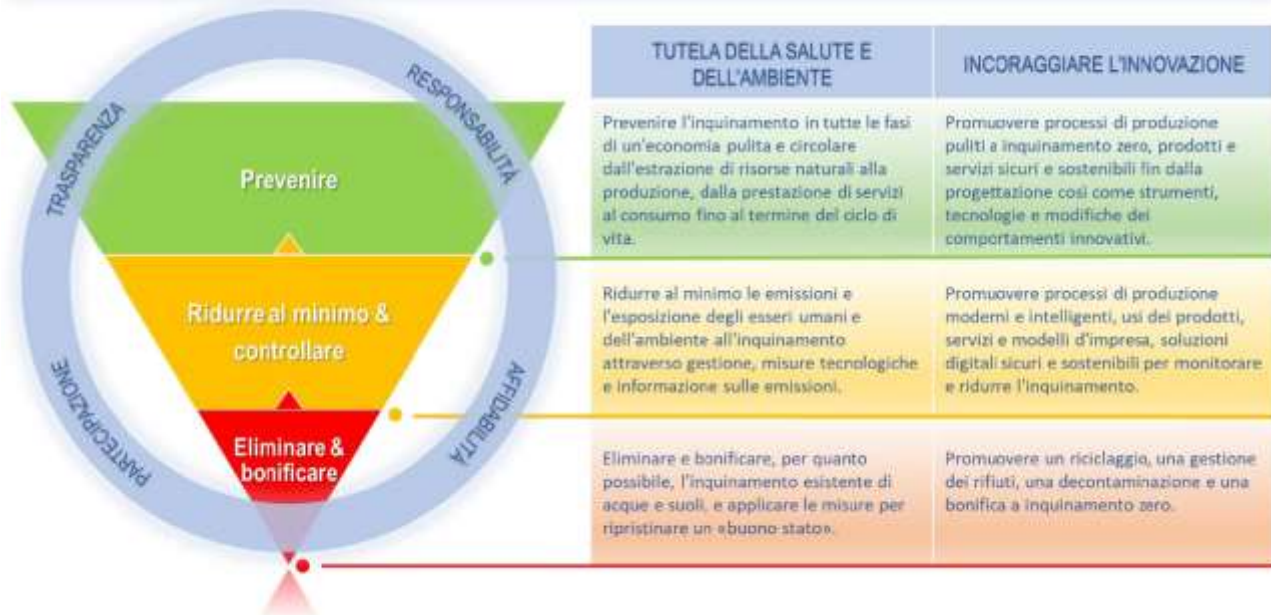 TRASPARENZA
RESPONSABILITÀ
PARTECIPAZIONE
AFFIDABILITÀ
Prevenire
Ridurre al minimo &
controllare
Eliminare &
bonificare
TUTELA DELLA SALUTE E
DELL'AMBIENTE
INCORAGGIARE L'INNOVAZIONE
Prevenire l'inquinamento in tutte le fasi
di un'economia pulita e circolare
dall'estrazione di risorse naturali alla
produzione, dalla prestazione di servizi
al consumo fino al termine del ciclo di
vita.
Promuovere processi di produzione
puliti a inquinamento zero, prodotti e
servizi sicuri e sostenibili fin dalla
progettazione così come strumenti,
tecnologie e modifiche dei
comportamenti innovativi.
Ridurre al minimo le emissioni e
l'esposizione degli esseri umani e
dell'ambiente all'inquinamento
attraverso gestione, misure tecnologiche
e informazione sulle emissioni.
Promuovere processi di produzione
moderni e intelligenti, usi dei prodotti,
servizi e modelli d'impresa, soluzioni
digitali sicuri e sostenibili per monitorare
e ridurre l'inquinamento.
Eliminare e bonificare, per quanto
possibile, l'inquinamento esistente di
acque e suoli, e applicare le misure per
ripristinare un «buono stato».
Promuovere un riciclaggio, una gestione
dei rifiuti, una decontaminazione e una
bonifica a inquinamento zero.